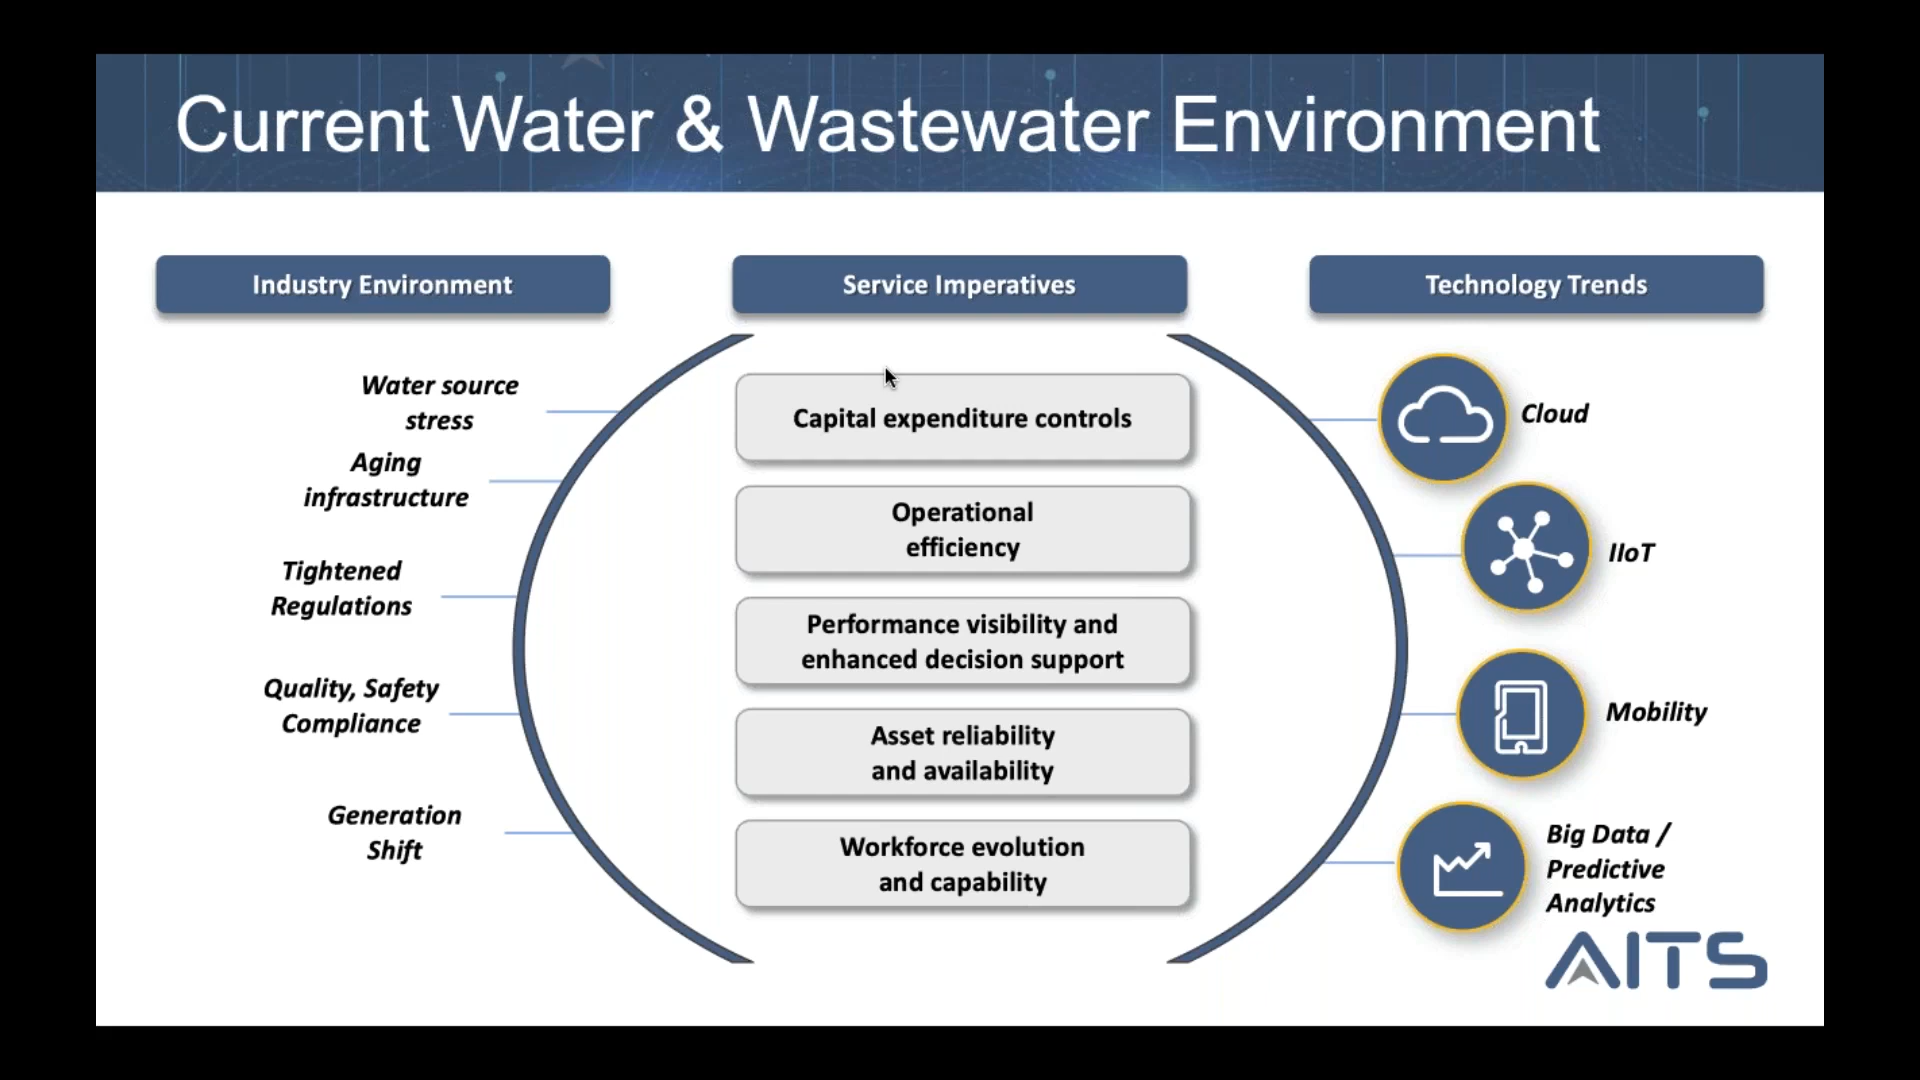 Current Water & Wastewater Environment
Industry Environment
Water source
stress
Aging
infrastructure
Tightened
Regulations
Quality, Safety
Compliance
Generation
Shift
Service Imperatives
Capital expenditure controls
Operational
efficiency
Performance visibility and
enhanced decision support
Asset reliability
and availability
Workforce evolution
and capability
Technology Trends
Cloud
IIoT
Mobility
Big Data /
Predictive
Analytics
AITS